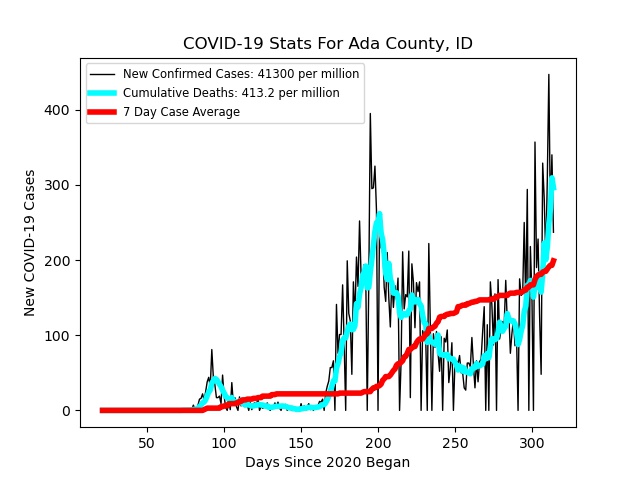 COVID-19 Stats For Ada County, ID
New Confirmed Cases: 41300 per million
Cumulative Deaths: 413.2 per million
7 Day Case Average
New COVID-19 Cases
400
300
200
100
0
50 100 150 200 250 300
Days Since 2020 Began